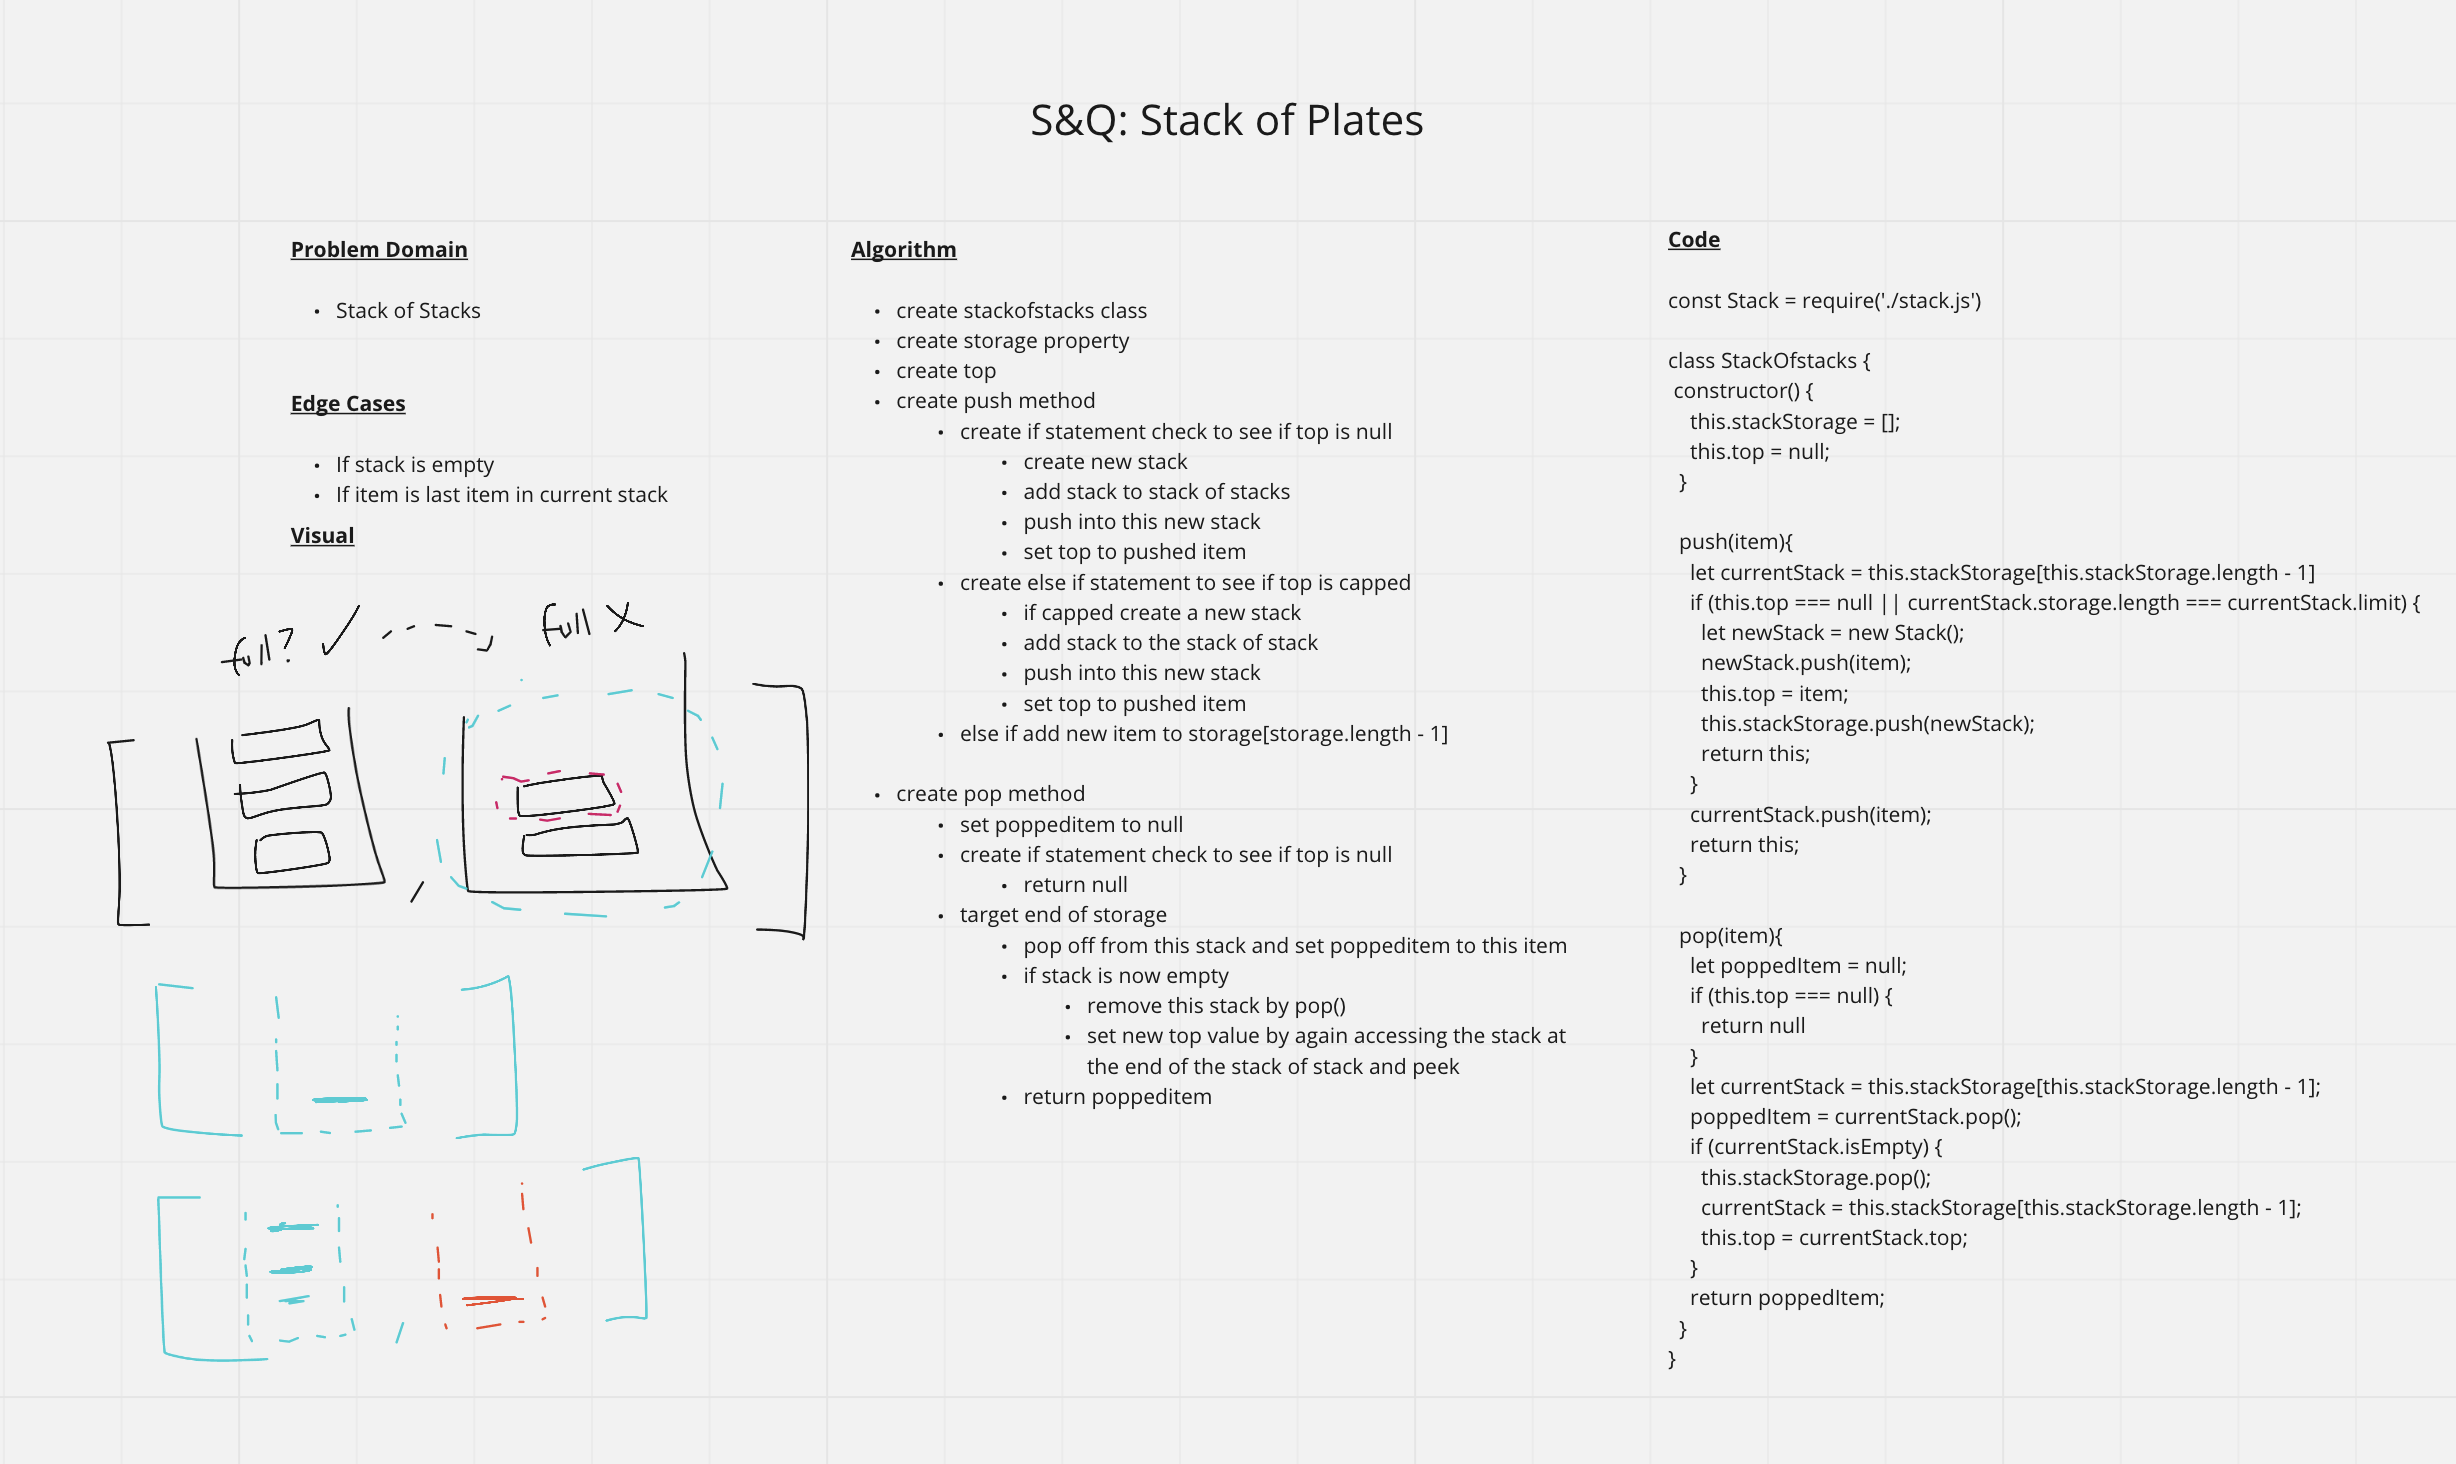 S&Q: Stack of Plates
Problem Domain
• Stack of Stacks
Edge Cases
• If stack is empty
• If item is last item in current stack
Visual
full? ✓ full X
Algorithm
• create stackofstacks class
• create storage property
• create top
• create push method
• create if statement check to see if top is null
• create new stack
• add stack to stack of stacks
• push into this new stack
• set top to pushed item
• create else if statement to see if top is capped
• if capped create a new stack
• add stack to the stack of stack
• push into this new stack
• set top to pushed item
• else if add new item to storage[storage.length - 1]
• create pop method
• set poppeditem to null
• create if statement check to see if top is null
• return null
• target end of storage
• pop off from this stack and set poppeditem to this item
• if stack is now empty
• remove this stack by pop()
• set new top value by again accessing the stack at
the end of the stack of stack and peek
• return poppeditem
Code
const Stack = require('./stack.js')
class StackOfstacks {
constructor() {
this.stackStorage = [];
this.top = null;
}
push(item){
let currentStack = this.stackStorage[this.stackStorage.length - 1]
if (this.top === null || currentStack.storage.length === currentStack.limit) {
let newStack = new Stack();
newStack.push(item);
this.top = item;
this.stackStorage.push(newStack);
return this;
}
currentStack.push(item);
return this;
}
pop(item){
let poppedItem = null;
if (this.top === null) {
return null
}
let currentStack = this.stackStorage[this.stackStorage.length - 1];
poppedItem = currentStack.pop();
if (currentStack.isEmpty) {
this.stackStorage.pop();
currentStack = this.stackStorage[this.stackStorage.length - 1];
this.top = currentStack.top;
}
return poppedItem;
}
}